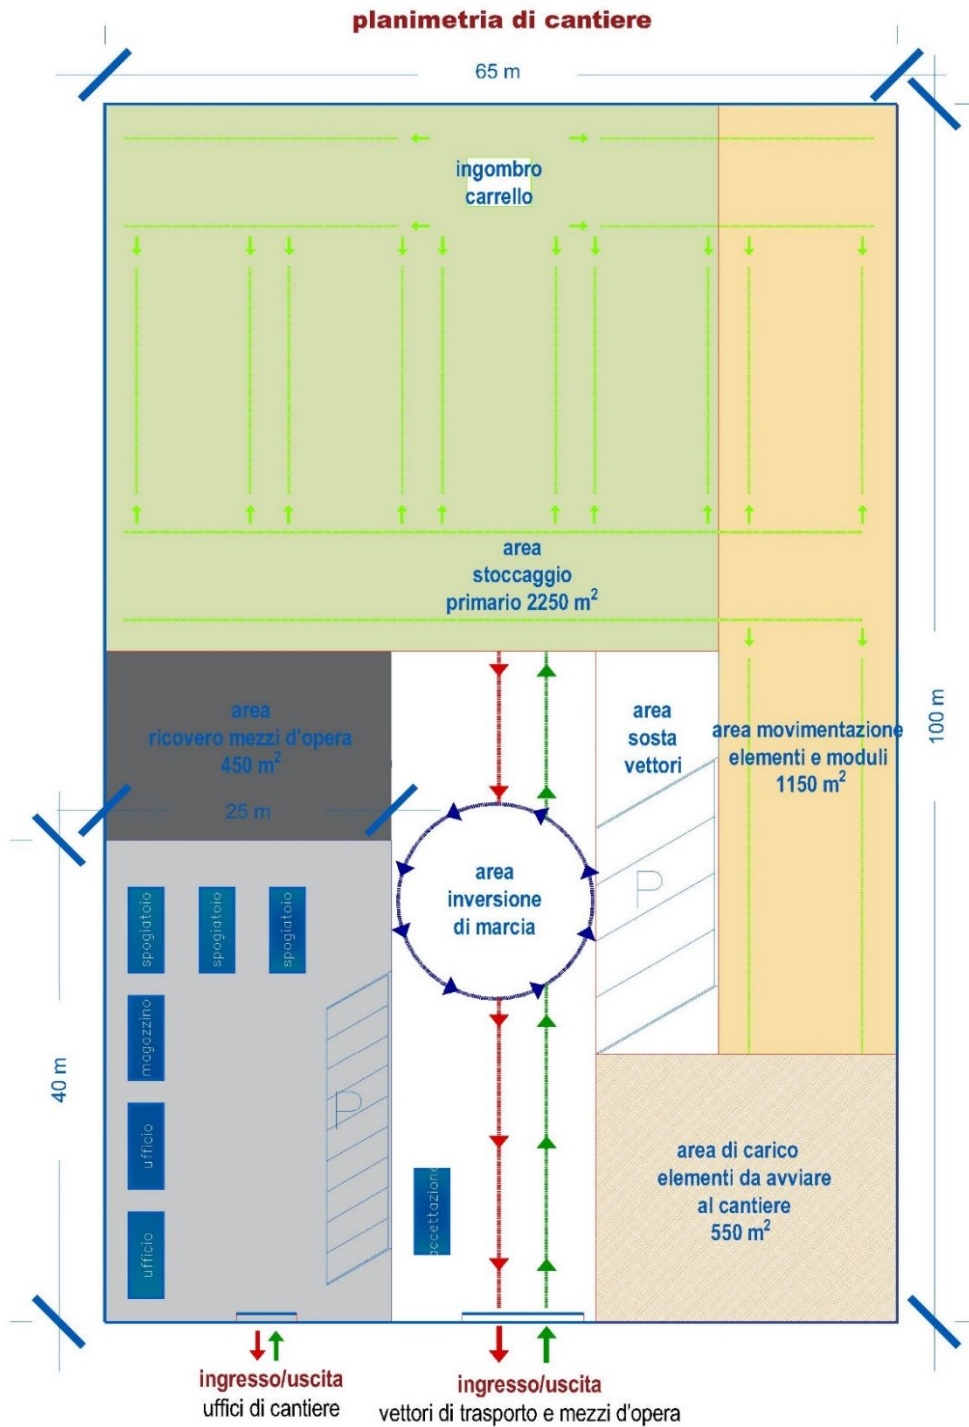 planimetria di cantiere
65 m
ingombro
carrello
area
stoccaggio
primario 2250 m²
100 m
area
ricovero mezzi d'opera
450 m²
area
sosta
vettori
area movimentazione
elementi e moduli
1150 m²
25 m
area
inversione
di marcia
P
spogiatoio
spogiatoio
spogiatoio
magazzino
40 m
P
ufficio
ufficio
accettazione
area di carico
elementi da avviare
al cantiere
550 m²
ingresso/uscita
uffici di cantiere
ingresso/uscita
vettori di trasporto e mezzi d'opera